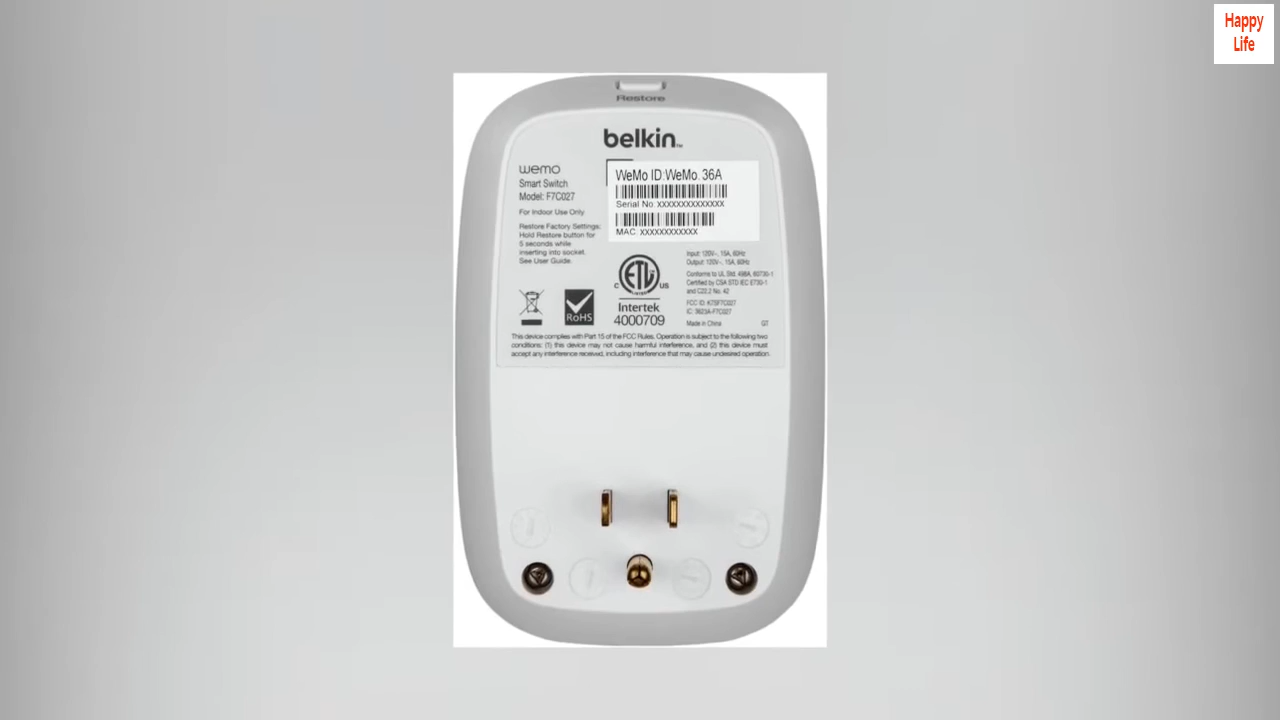 Happy
Life
Restore
belkin™
wemo
Smart Switch
Model: F7C027
For Indoor Use Only
Restore Factory Settings:
Hold Restore button for
5 seconds while
inserting into socket.
See User Guide.
WeMo ID:WeMo. 36A
Serial No: XXXXXXXXXXXXXX
MAC: XXXXXXXXXXXX
Input: 120V~, 15A, 60Hz
Output: 120V~, 15A, 60Hz
Conforms to UL Std. 498A, 60730-1
Certified by CSA STD IEC E730-1
and C22.2 No. 42
FCC ID: K7SF7C027
IC: 3623A-F7C027
Made in China GT
RoHS
C ETL US
Intertek
4000709
This device complies with Part 15 of the FCC Rules. Operation is subject to the following two
conditions: (1) this device may not cause harmful interference, and (2) this device must
accept any interference received, including interference that may cause undesired operation.